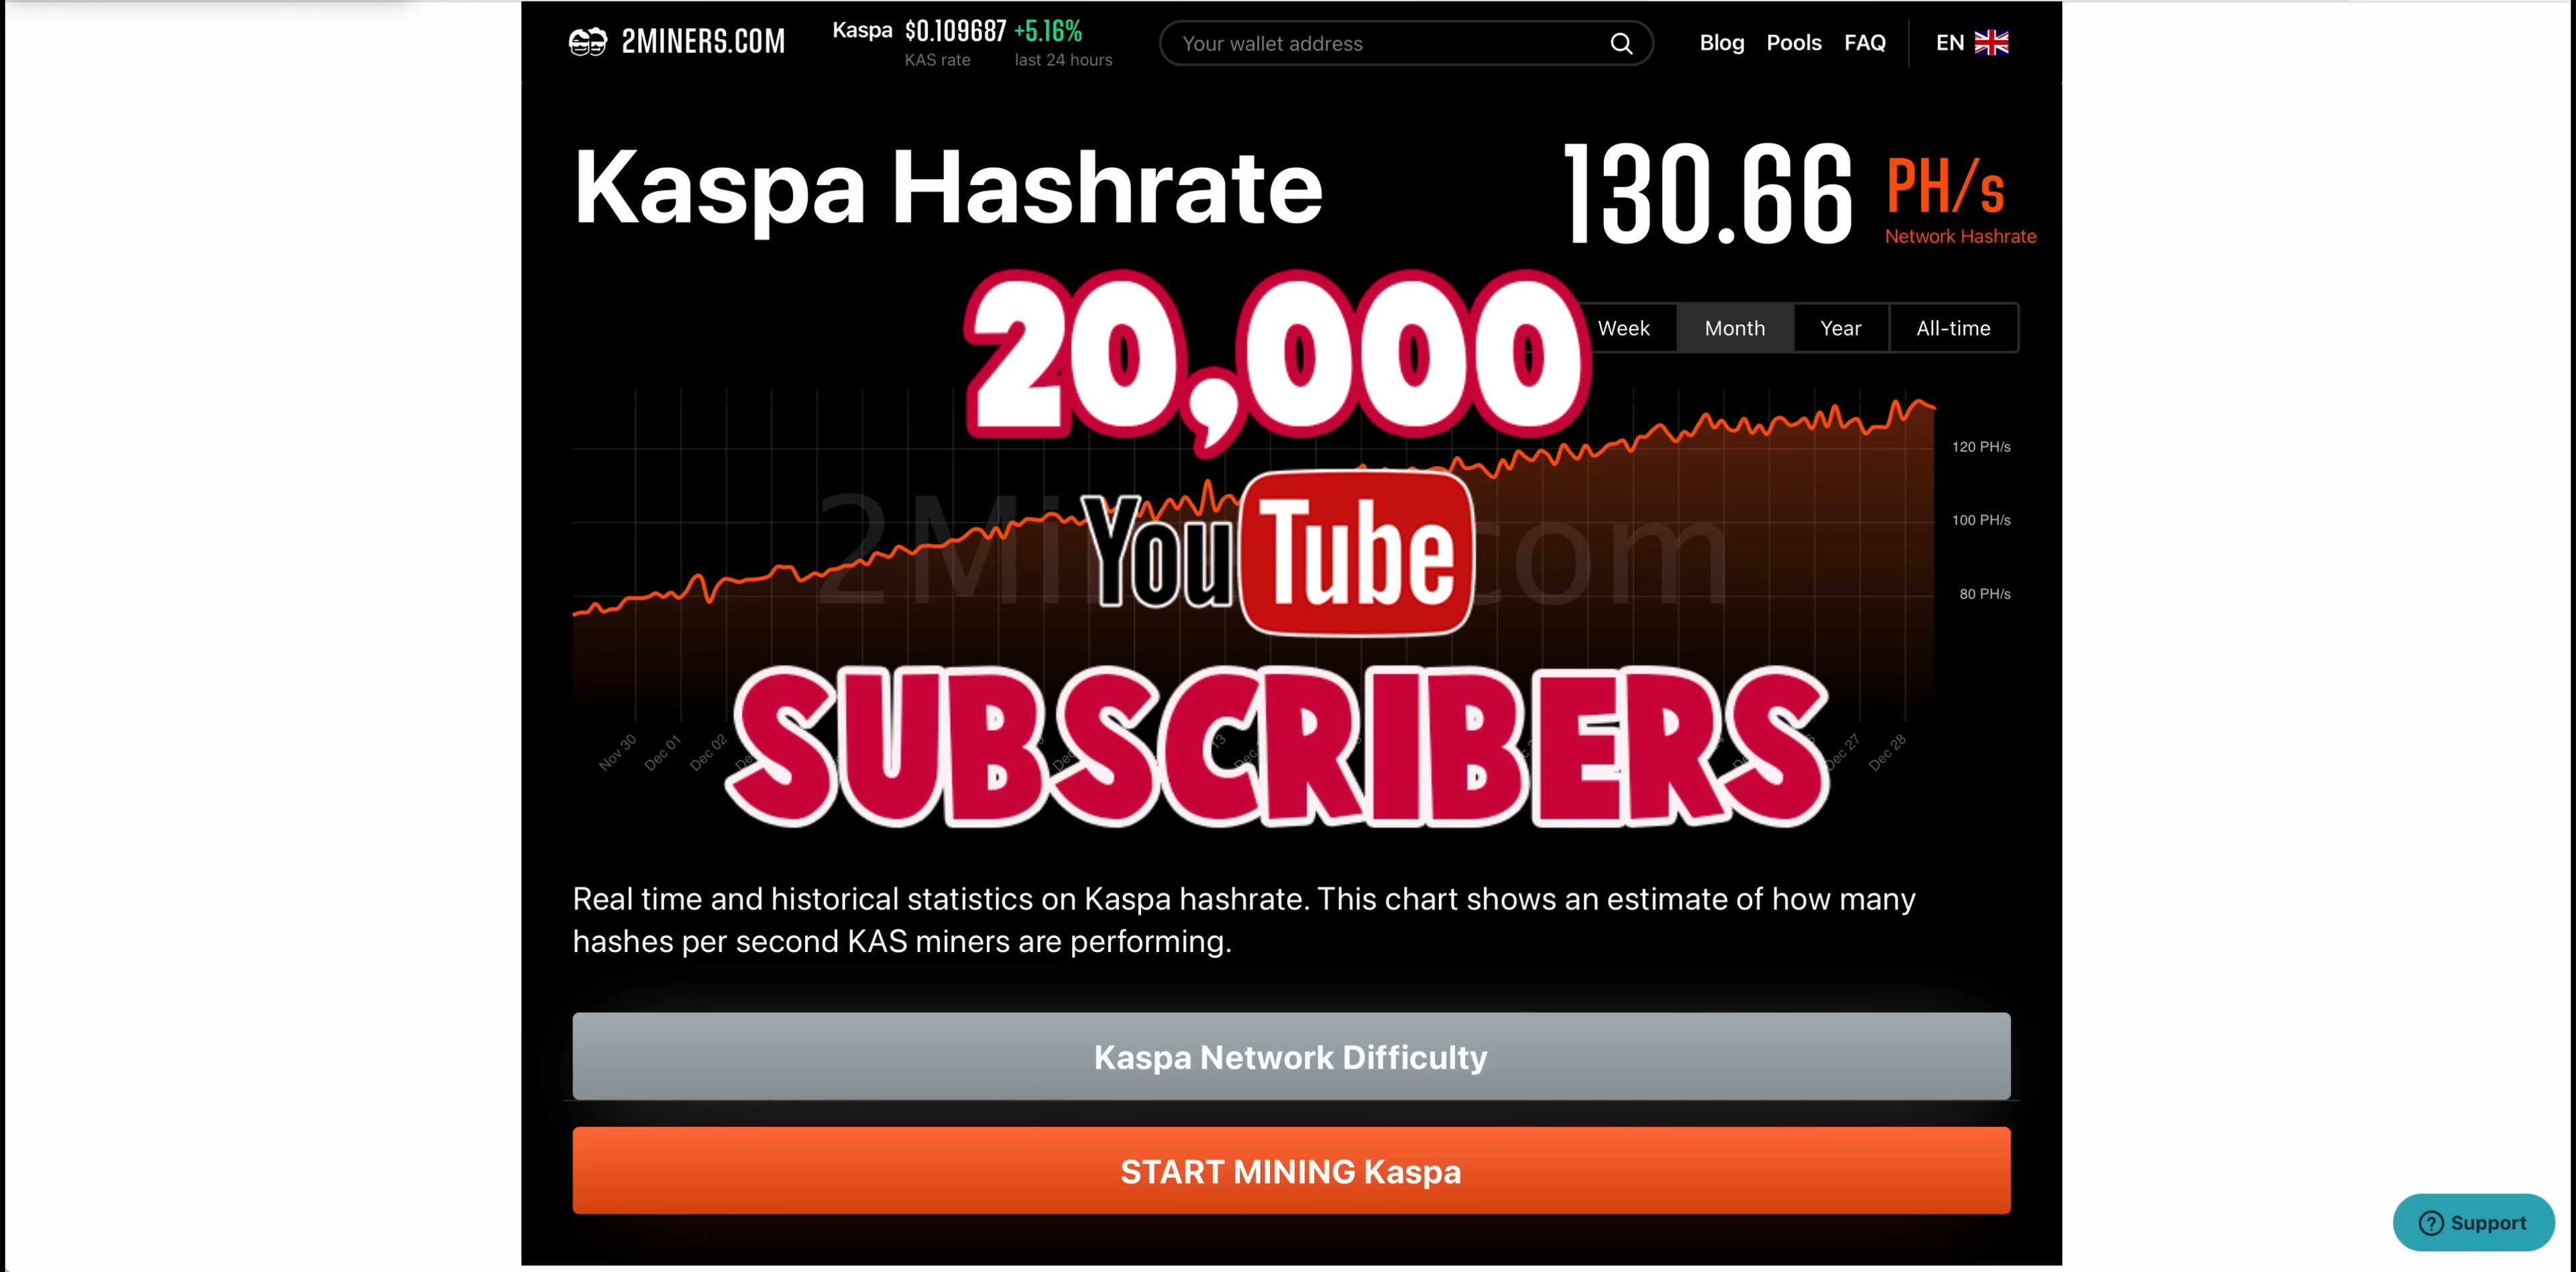 2MINERS.COM
Kaspa $0.109687 +5.16%
KAS rate last 24 hours
Your wallet address
Blog Pools FAQ EN
Kaspa Hashrate
130.66 PH/s
Network Hashrate
20,000
Week Month Year All-time
120 PH/s
100 PH/s
80 PH/s
YouTube
SUBSCRIBERS
Nov 30 Dec 01 Dec 02 Dec 27 Dec 28
Real time and historical statistics on Kaspa hashrate. This chart shows an estimate of how many
hashes per second KAS miners are performing.
Kaspa Network Difficulty
START MINING Kaspa
Support